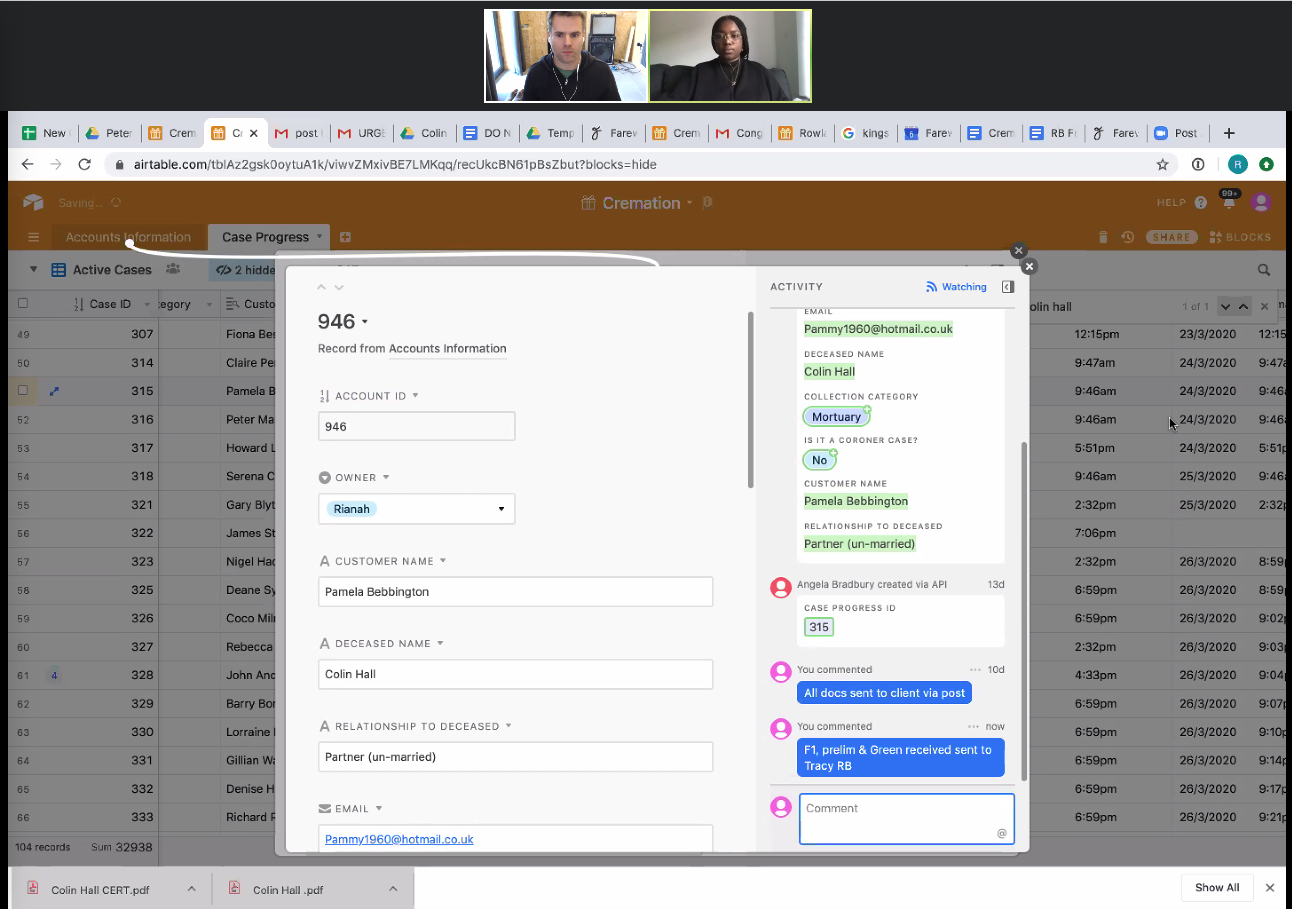 New
Peter
Crem
Cr
post
URGE
Colin
DO N
Temp
Farev
Crem
Cong
Rowla
kings
Farev
Crem
RB F
Farev
Post
airtable.com/tblAz2gsk0oytuA1k/viwvZMxivBE7LMKqq/recUkcBN61pBsZbut?blocks=hide
R
Saving...
Cremation
HELP
99+
Accounts Information
Case Progress
SHARE
BLOCKS
Active Cases
2 hidde
Case ID
egory
Custo
olin hall
1 of 1
49 307 Fiona Be 12:15pm 23/3/2020 12:15
50 314 Claire Pe 9:47am 24/3/2020 9:47
315 Pamela B 9:46am 24/3/2020 9:46
52 316 Peter Ma 9:46am 24/3/2020 9:46
53 317 Howard L 5:51pm 24/3/2020 5:51
54 318 Serena C 9:46am 25/3/2020 9:46
55 321 Gary Blyt 2:32pm 25/3/2020 2:32
56 322 James St 7:06pm
57 323 Nigel Had 2:32pm 26/3/2020 8:59
58 325 Deane Sy 6:59pm 26/3/2020 6:59
59 326 Coco Mil 6:59pm 26/3/2020 9:02
60 327 Rebecca 2:32pm 26/3/2020 9:03
61 4 328 John And 4:33pm 26/3/2020 9:04
62 329 Barry Bor 6:59pm 26/3/2020 9:07
63 330 Lorraine 6:59pm 26/3/2020 9:10
64 331 Gillian Wa 6:59pm 26/3/2020 9:14
65 332 Denise H 6:59pm 26/3/2020 9:17
66 333 Richard F 6:59pm 26/3/2020 9:21
104 records Sum 32938
946
Record from Accounts Information
ACCOUNT ID
946
OWNER
Rianah
CUSTOMER NAME
Pamela Bebbington
DECEASED NAME
Colin Hall
RELATIONSHIP TO DECEASED
Partner (un-married)
EMAIL
Pammy1960@hotmail.co.uk
ACTIVITY
Watching
EMAIL
Pammy1960@hotmail.co.uk
DECEASED NAME
Colin Hall
COLLECTION CATEGORY
Mortuary
IS IT A CORONER CASE?
No
CUSTOMER NAME
Pamela Bebbington
RELATIONSHIP TO DECEASED
Partner (un-married)
Angela Bradbury created via API 13d
CASE PROGRESS ID
315
You commented ... 10d
All docs sent to client via post
You commented ... now
F1, prelim & Green received sent to
Tracy RB
Comment
@
Colin Hall CERT.pdf
Colin Hall .pdf
Show All